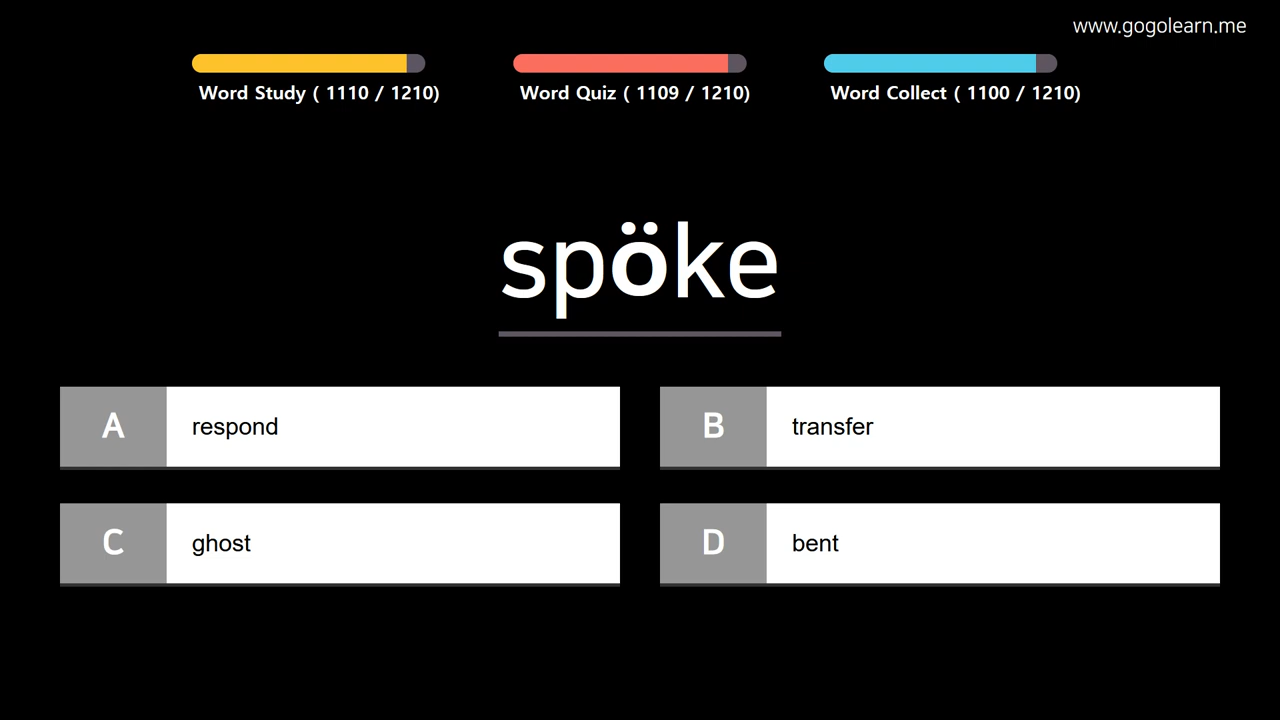 www.gogolearn.me
Word Study ( 1110 / 1210)
Word Quiz ( 1109 / 1210)
Word Collect ( 1100 / 1210)
spöke
A respond
B transfer
C ghost
D bent